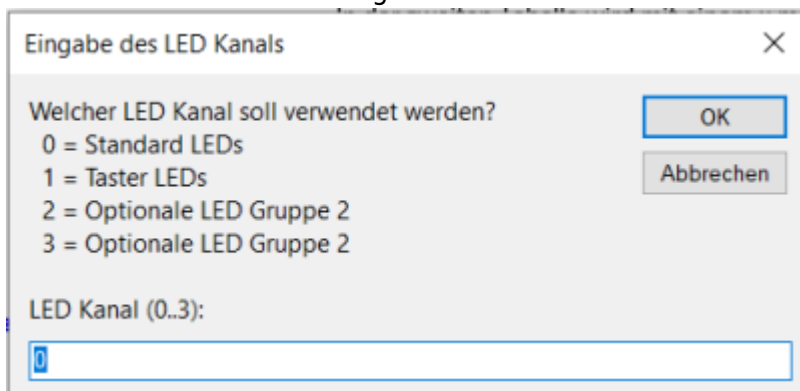 Eingabe des LED Kanals
Welcher LED Kanal soll verwendet werden?
0 = Standard LEDs
1 = Taster LEDs
2 = Optionale LED Gruppe 2
3 = Optionale LED Gruppe 2
OK
Abbrechen
LED Kanal (0..3):
0